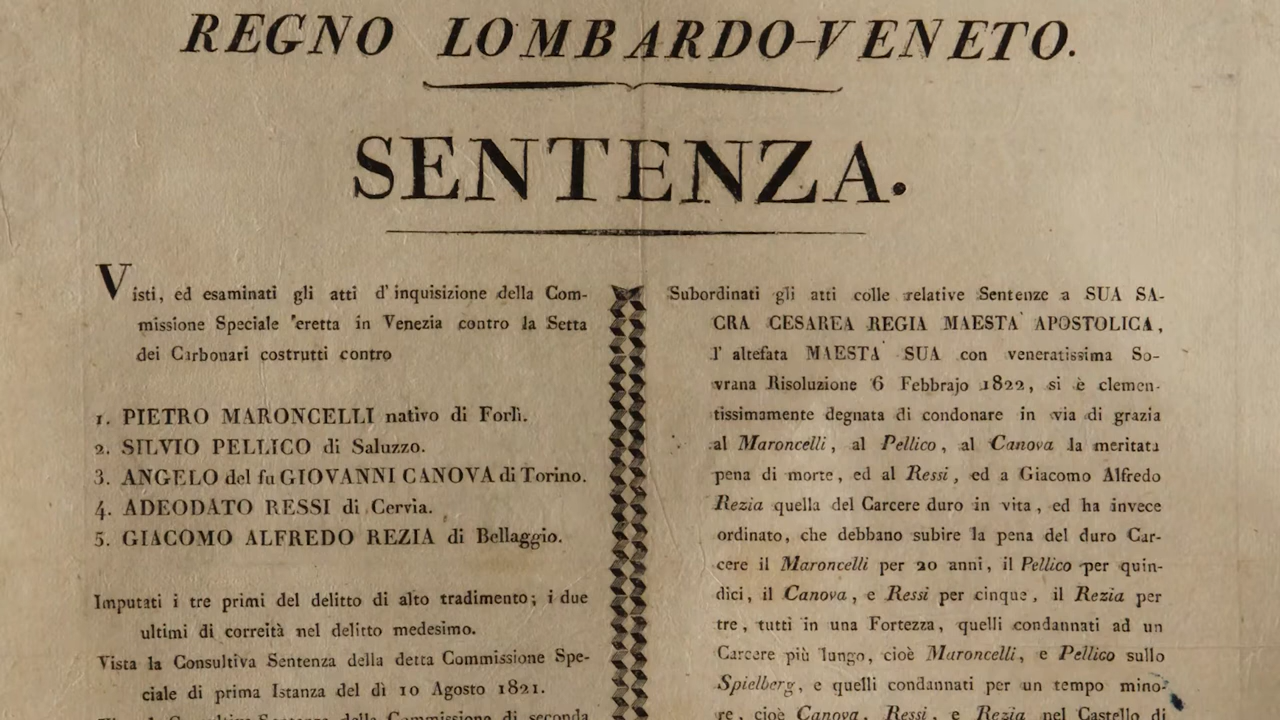 REGNO LOMBARDO-VENETO.
SENTENZA.
Visti, ed esaminati gli atti d'inquisizione della Com-
missione Speciale eretta in Venezia contro la Setta
dei Carbonari costrutti contro
1. PIETRO MARONCELLI nativo di Forlì.
2. SILVIO PELLICO di Saluzzo.
3. ANGELO del fu GIOVANNI CANOVA di Torino.
4. ADEODATO RESSI di Cervia.
5. GIACOMO ALFREDO REZIA di Bellaggio.
Imputati i tre primi del delitto di alto tradimento; i due
ultimi di correità nel delitto medesimo.
Vista la Consultiva Sentenza della detta Commissione Spe-
ciale di prima Istanza del dì 10 Agosto 1821.
della Commissione di seconda
Subordinati gli atti colle relative Sentenze a SUA SA-
CRA CESAREA REGIA MAESTA' APOSTOLICA,
l'altefata MAESTA' SUA con veneratissima So-
vrana Risoluzione 6 Febbrajo 1822, si è clemen-
tissimamente degnata di condonare in via di grazia
al Maroncelli, al Pellico, al Canova la meritata
pena di morte, ed al Ressi, ed a Giacomo Alfredo
Rezia quella del Carcere duro in vita, ed ha invece
ordinato, che debbano subire la pena del duro Car-
cere il Maroncelli per 20 anni, il Pellico per quin-
dici, il Canova, e Ressi per cinque, il Rezia per
tre, tutti in una Fortezza, quelli condannati ad un
Carcere più lungo, cioè Maroncelli, e Pellico sullo
Spielberg, e quelli condannati per un tempo mino-
re, cioè Canova, Ressi, e Rezia nel Castello di